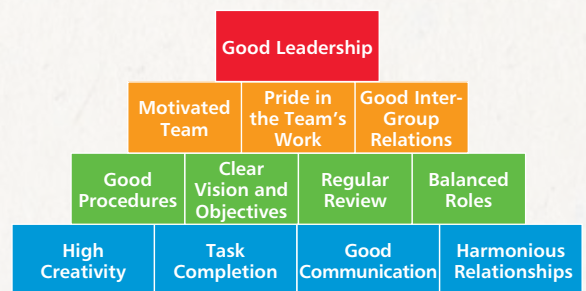 Good Leadership
Motivated
Team
Pride in
the Team's
Work
Good Inter-
Group
Relations
Good
Procedures
Clear
Vision and
Objectives
Regular
Review
Balanced
Roles
High
Creativity
Task
Completion
Good
Communication
Harmonious
Relationships